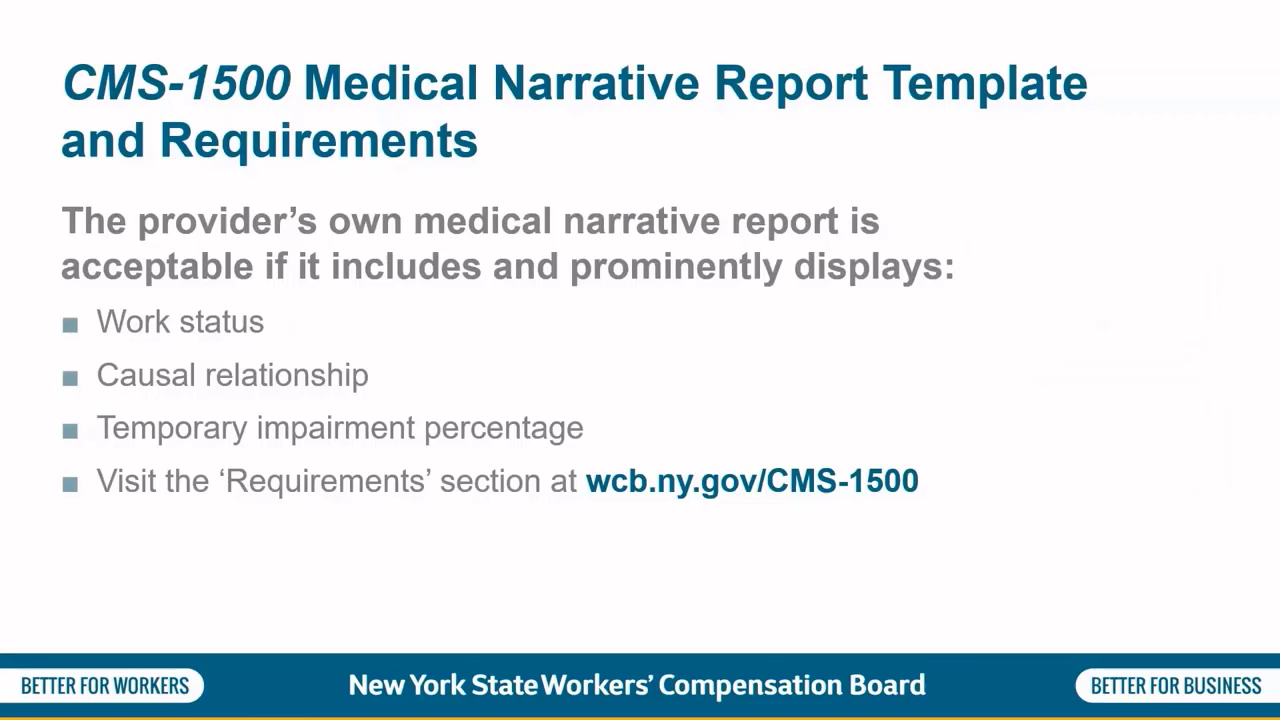 CMS-1500 Medical Narrative Report Template
and Requirements
The provider’s own medical narrative report is
acceptable if it includes and prominently displays:
■ Work status
■ Causal relationship
■ Temporary impairment percentage
■ Visit the ‘Requirements’ section at wcb.ny.gov/CMS-1500
BETTER FOR WORKERS
New York State Workers’ Compensation Board
BETTER FOR BUSINESS